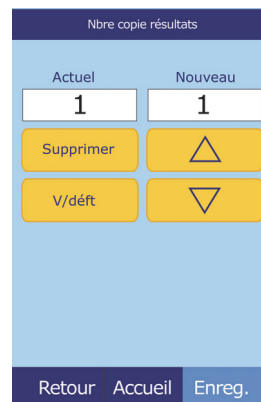 Nbre copie résultats
Actuel Nouveau
1 1
Supprimer
V/déft
Retour Accueil Enreg.